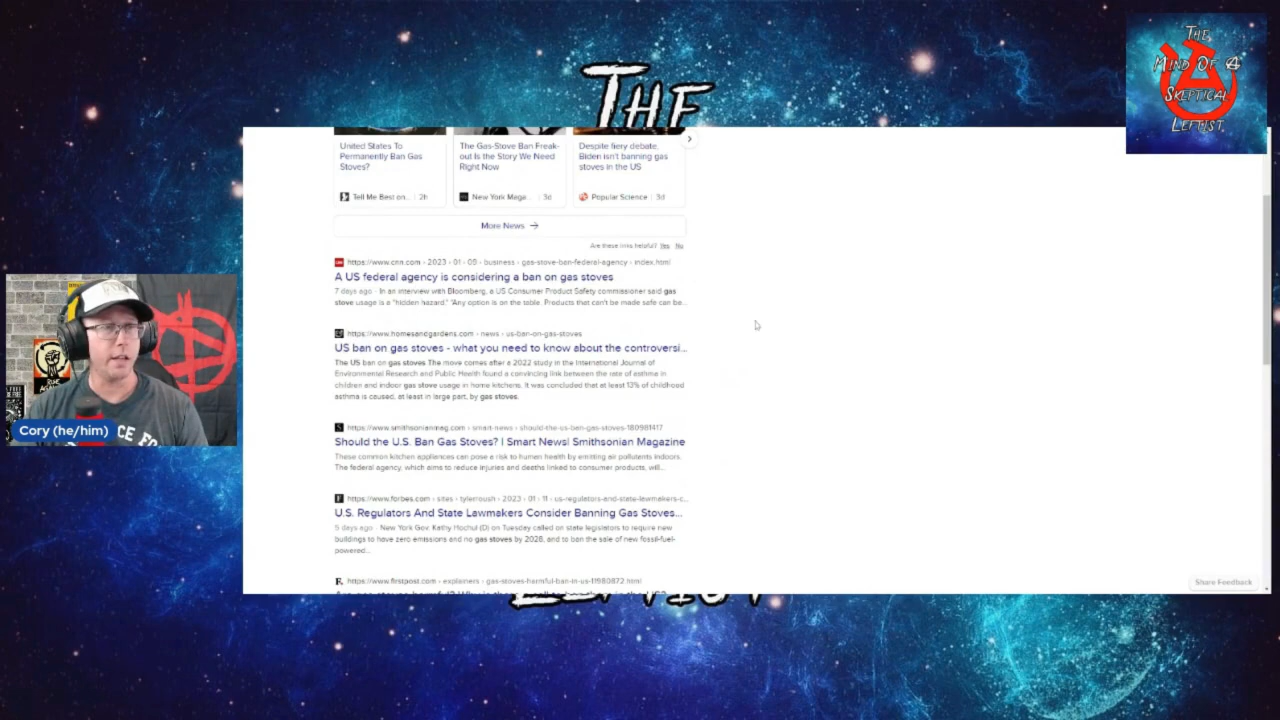 THE
THE
MIND OF A
SKEPTICAL
LEFTIST
United States To
Permanently Ban Gas
Stoves?
Tell Me Best on... 2h
The Gas-Stove Ban Freak-
out Is the Story We Need
Right Now
New York Maga... 3d
Despite fiery debate,
Biden isn't banning gas
stoves in the US
Popular Science 3d
More News →
Are these links helpful? Yes No
https://www.cnn.com › 2023 › 01 › 09 › business › gas-stove-ban-federal-agency › index.html
A US federal agency is considering a ban on gas stoves
7 days ago · In an interview with Bloomberg, a US Consumer Product Safety commissioner said gas
stove usage is a "hidden hazard." "Any option is on the table. Products that can't be made safe can be...
https://www.homesandgardens.com › news › us-ban-on-gas-stoves
US ban on gas stoves - what you need to know about the controversi...
The US ban on gas stoves The move comes after a 2022 study in the International Journal of
Environmental Research and Public Health found a convincing link between the rate of asthma in
children and indoor gas stove usage in home kitchens. It was concluded that at least 13% of childhood
asthma is caused, at least in large part, by gas stoves.
https://www.smithsonianmag.com › smart-news › should-the-us-ban-gas-stoves-180981417
Should the U.S. Ban Gas Stoves? | Smart News| Smithsonian Magazine
These common kitchen appliances can pose a risk to human health by emitting air pollutants indoors.
The federal agency, which aims to reduce injuries and deaths linked to consumer products, will...
https://www.forbes.com › sites › tylerroush › 2023 › 01 › 11 › us-regulators-and-state-lawmakers-c...
U.S. Regulators And State Lawmakers Consider Banning Gas Stoves...
5 days ago · New York Gov. Kathy Hochul (D) on Tuesday called on state legislators to require new
buildings to have zero emissions and no gas stoves by 2028, and to ban the sale of new fossil-fuel-
powered...
https://www.firstpost.com › explainers › gas-stoves-harmful-ban-in-us-11980872.html
Share Feedback
Cory (he/him)
LEFTIST